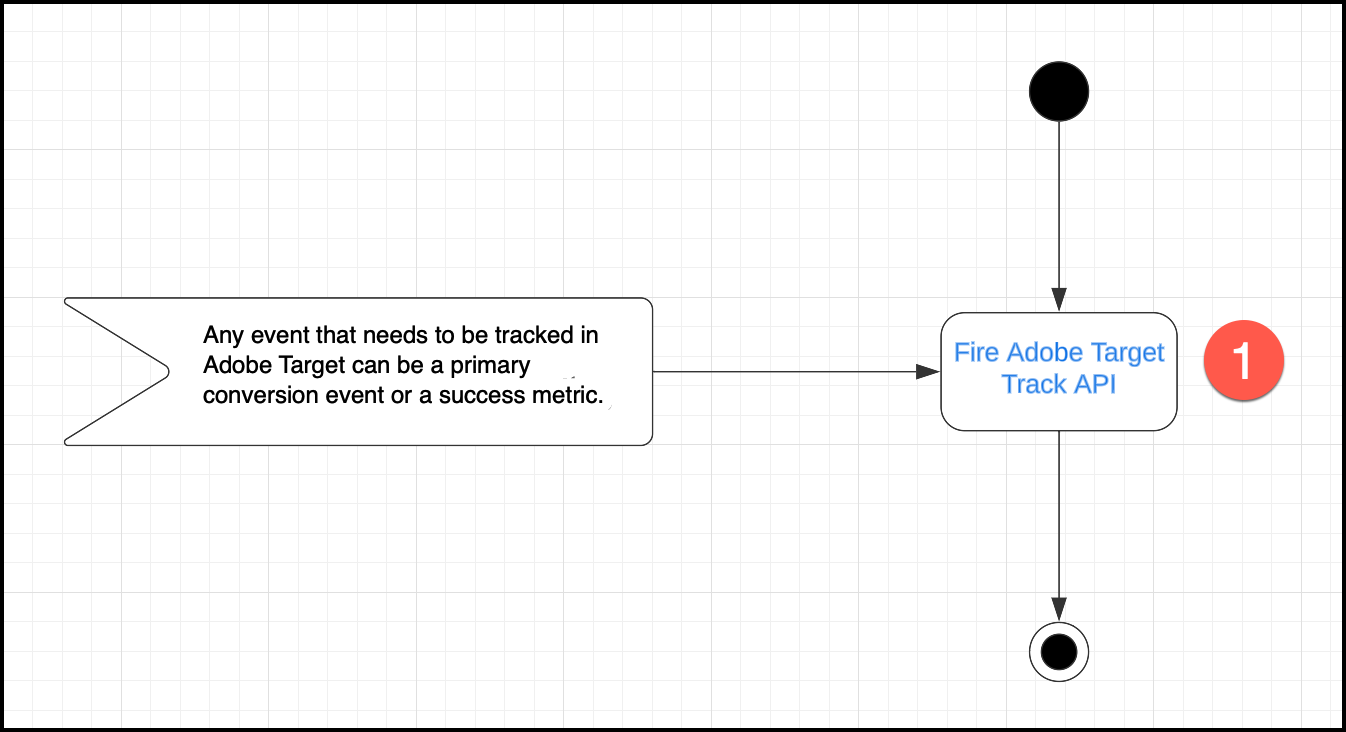 Any event that needs to be tracked in
Adobe Target can be a primary
conversion event or a success metric.
Fire Adobe Target
Track API
1